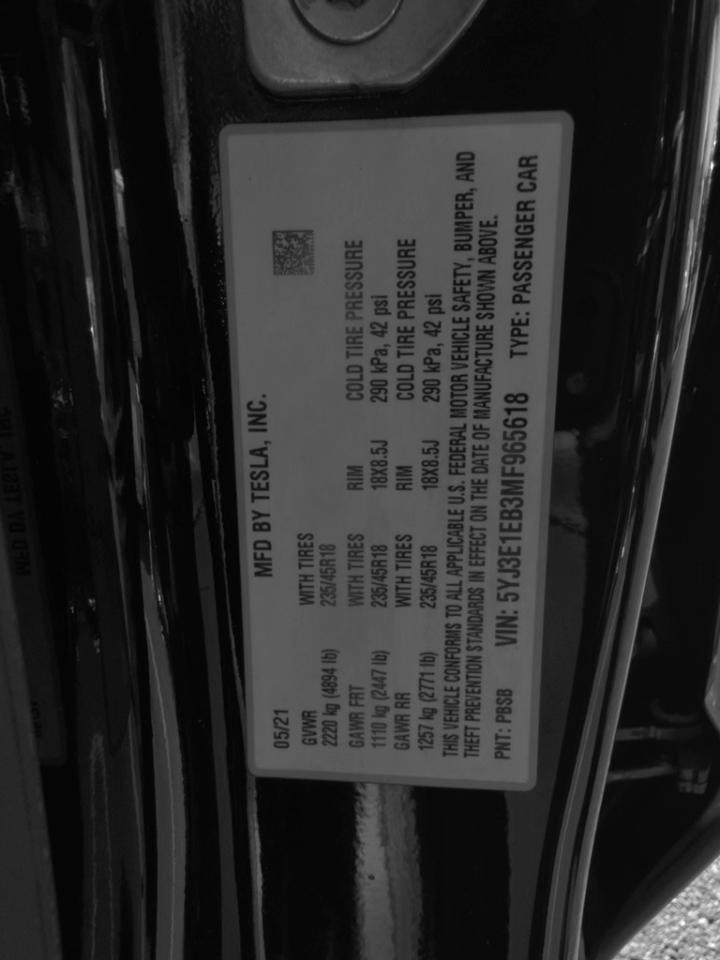 MFD BY TESLA, INC.
05/21
GVWR WITH TIRES
2220 kg (4894 lb) 235/45R18
GAWR FRT WITH TIRES RIM COLD TIRE PRESSURE
1110 kg (2447 lb) 235/45R18 18X8.5J 290 kPa, 42 psi
GAWR RR WITH TIRES RIM COLD TIRE PRESSURE
1257 kg (2771 lb) 235/45R18 18X8.5J 290 kPa, 42 psi
THIS VEHICLE CONFORMS TO ALL APPLICABLE U.S. FEDERAL MOTOR VEHICLE SAFETY, BUMPER, AND
THEFT PREVENTION STANDARDS IN EFFECT ON THE DATE OF MANUFACTURE SHOWN ABOVE.
PNT: PBSB VIN: 5YJ3E1EB3MF965618 TYPE: PASSENGER CAR